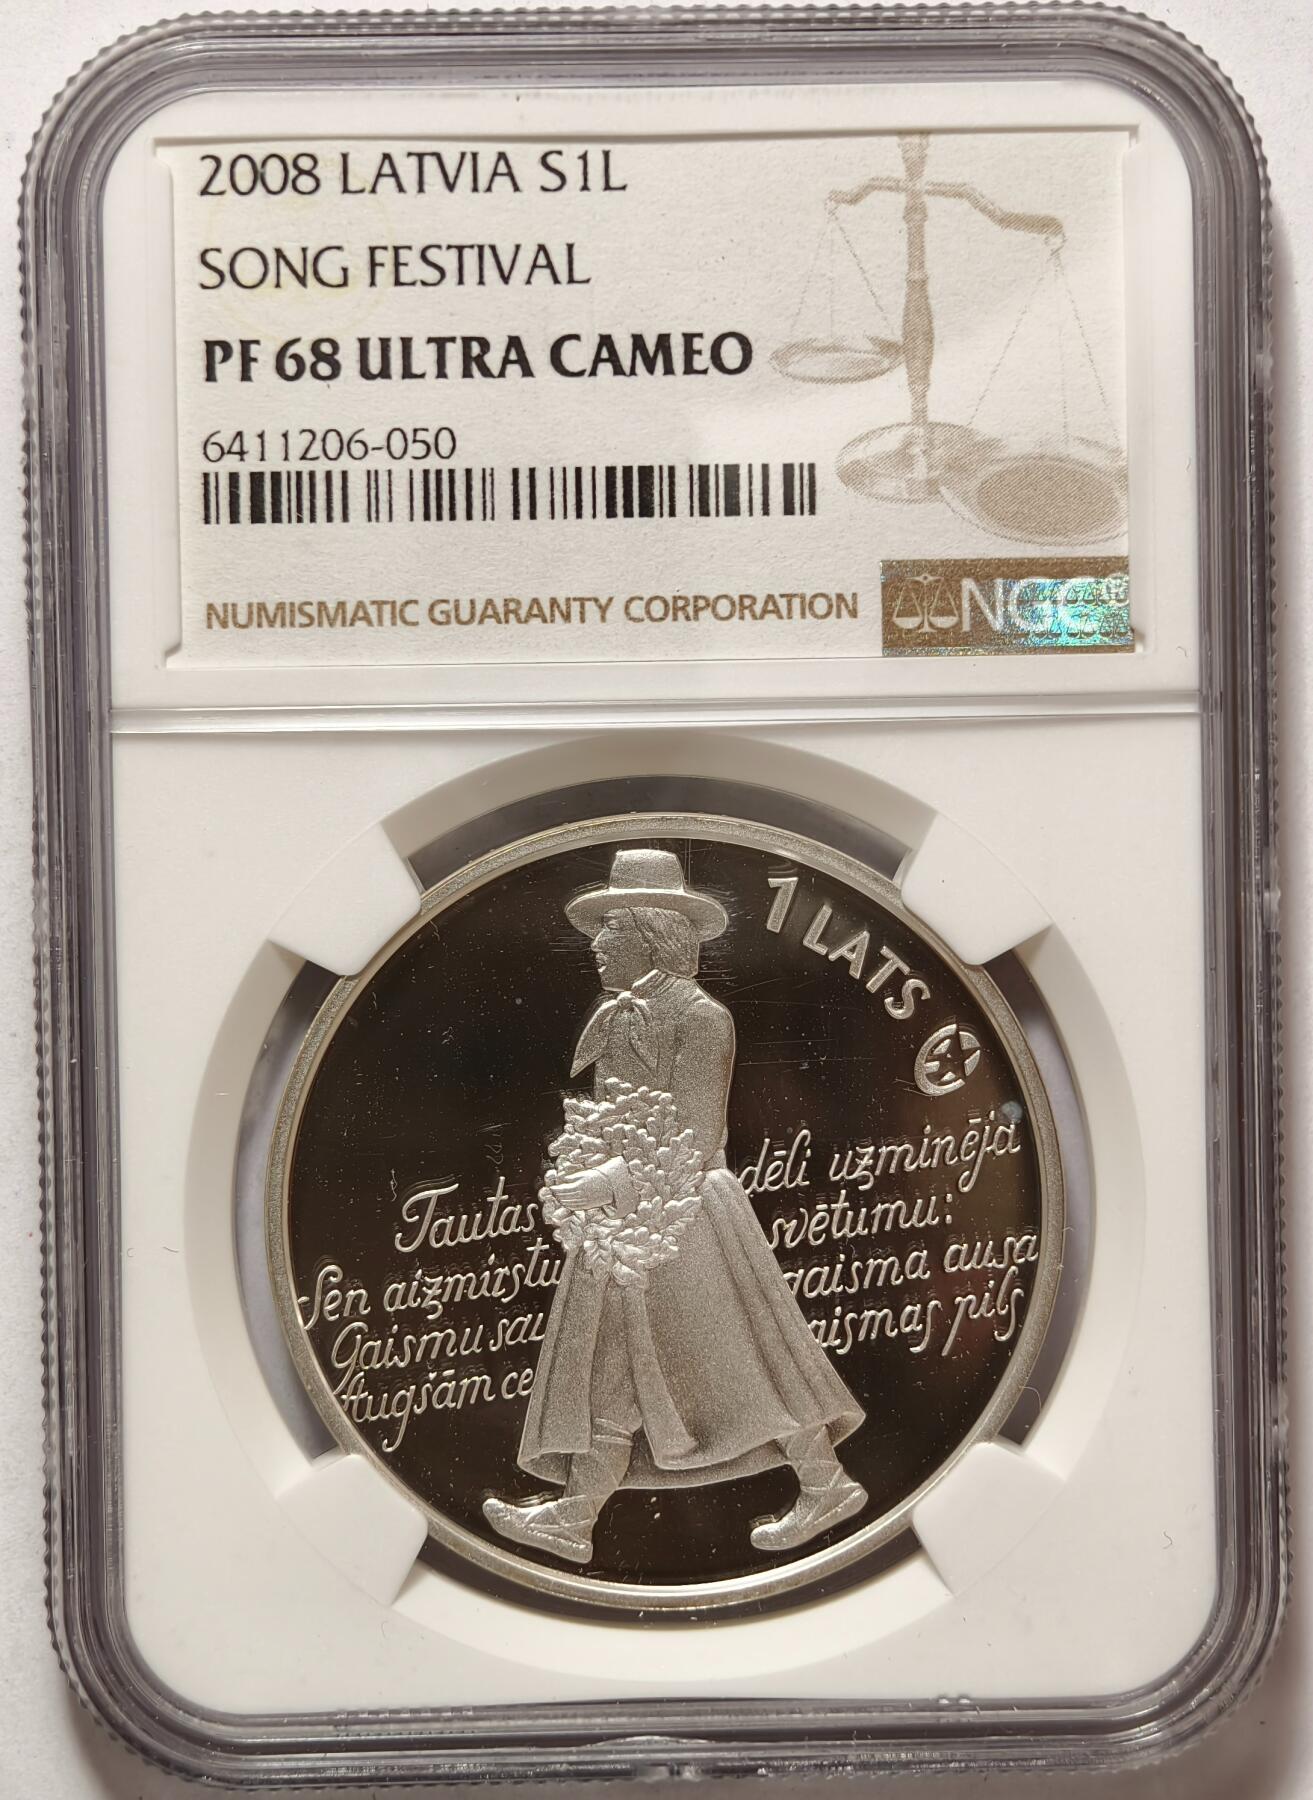 2008 LATVIA S1L
SONG FESTIVAL
PF 68 ULTRA CAMEO
6411206-050
NUMISMATIC GUARANTY CORPORATION
NGC
1 LATS
Tautas dēli uzminēja
Sen aizmirstu svētumu:
Gaismu sau gaisma ausa
Augšām ce aismas pils